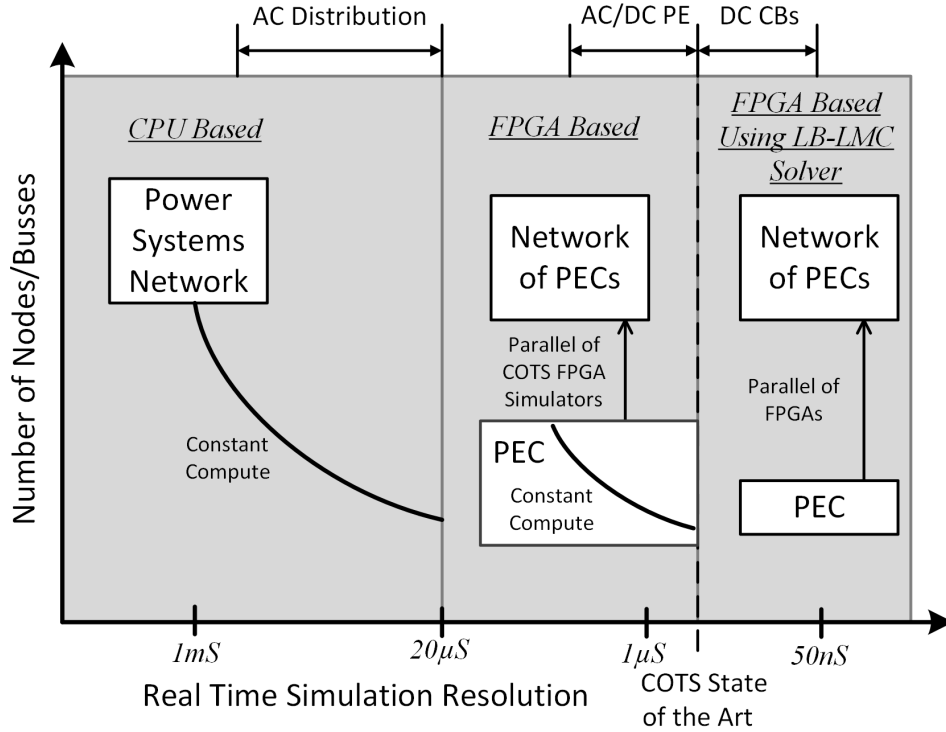 AC Distribution
AC/DC PE
DC CBs
CPU Based
FPGA Based
FPGA Based
Using LB-LMC
Solver
Power
Systems
Network
Network
of PECs
Network
of PECs
Parallel of
COTS FPGA
Simulators
Parallel of
FPGAs
Constant
Compute
PEC
Constant
Compute
PEC
Number of Nodes/Busses
1mS
20µS
1µS
50nS
Real Time Simulation Resolution
COTS State
of the Art